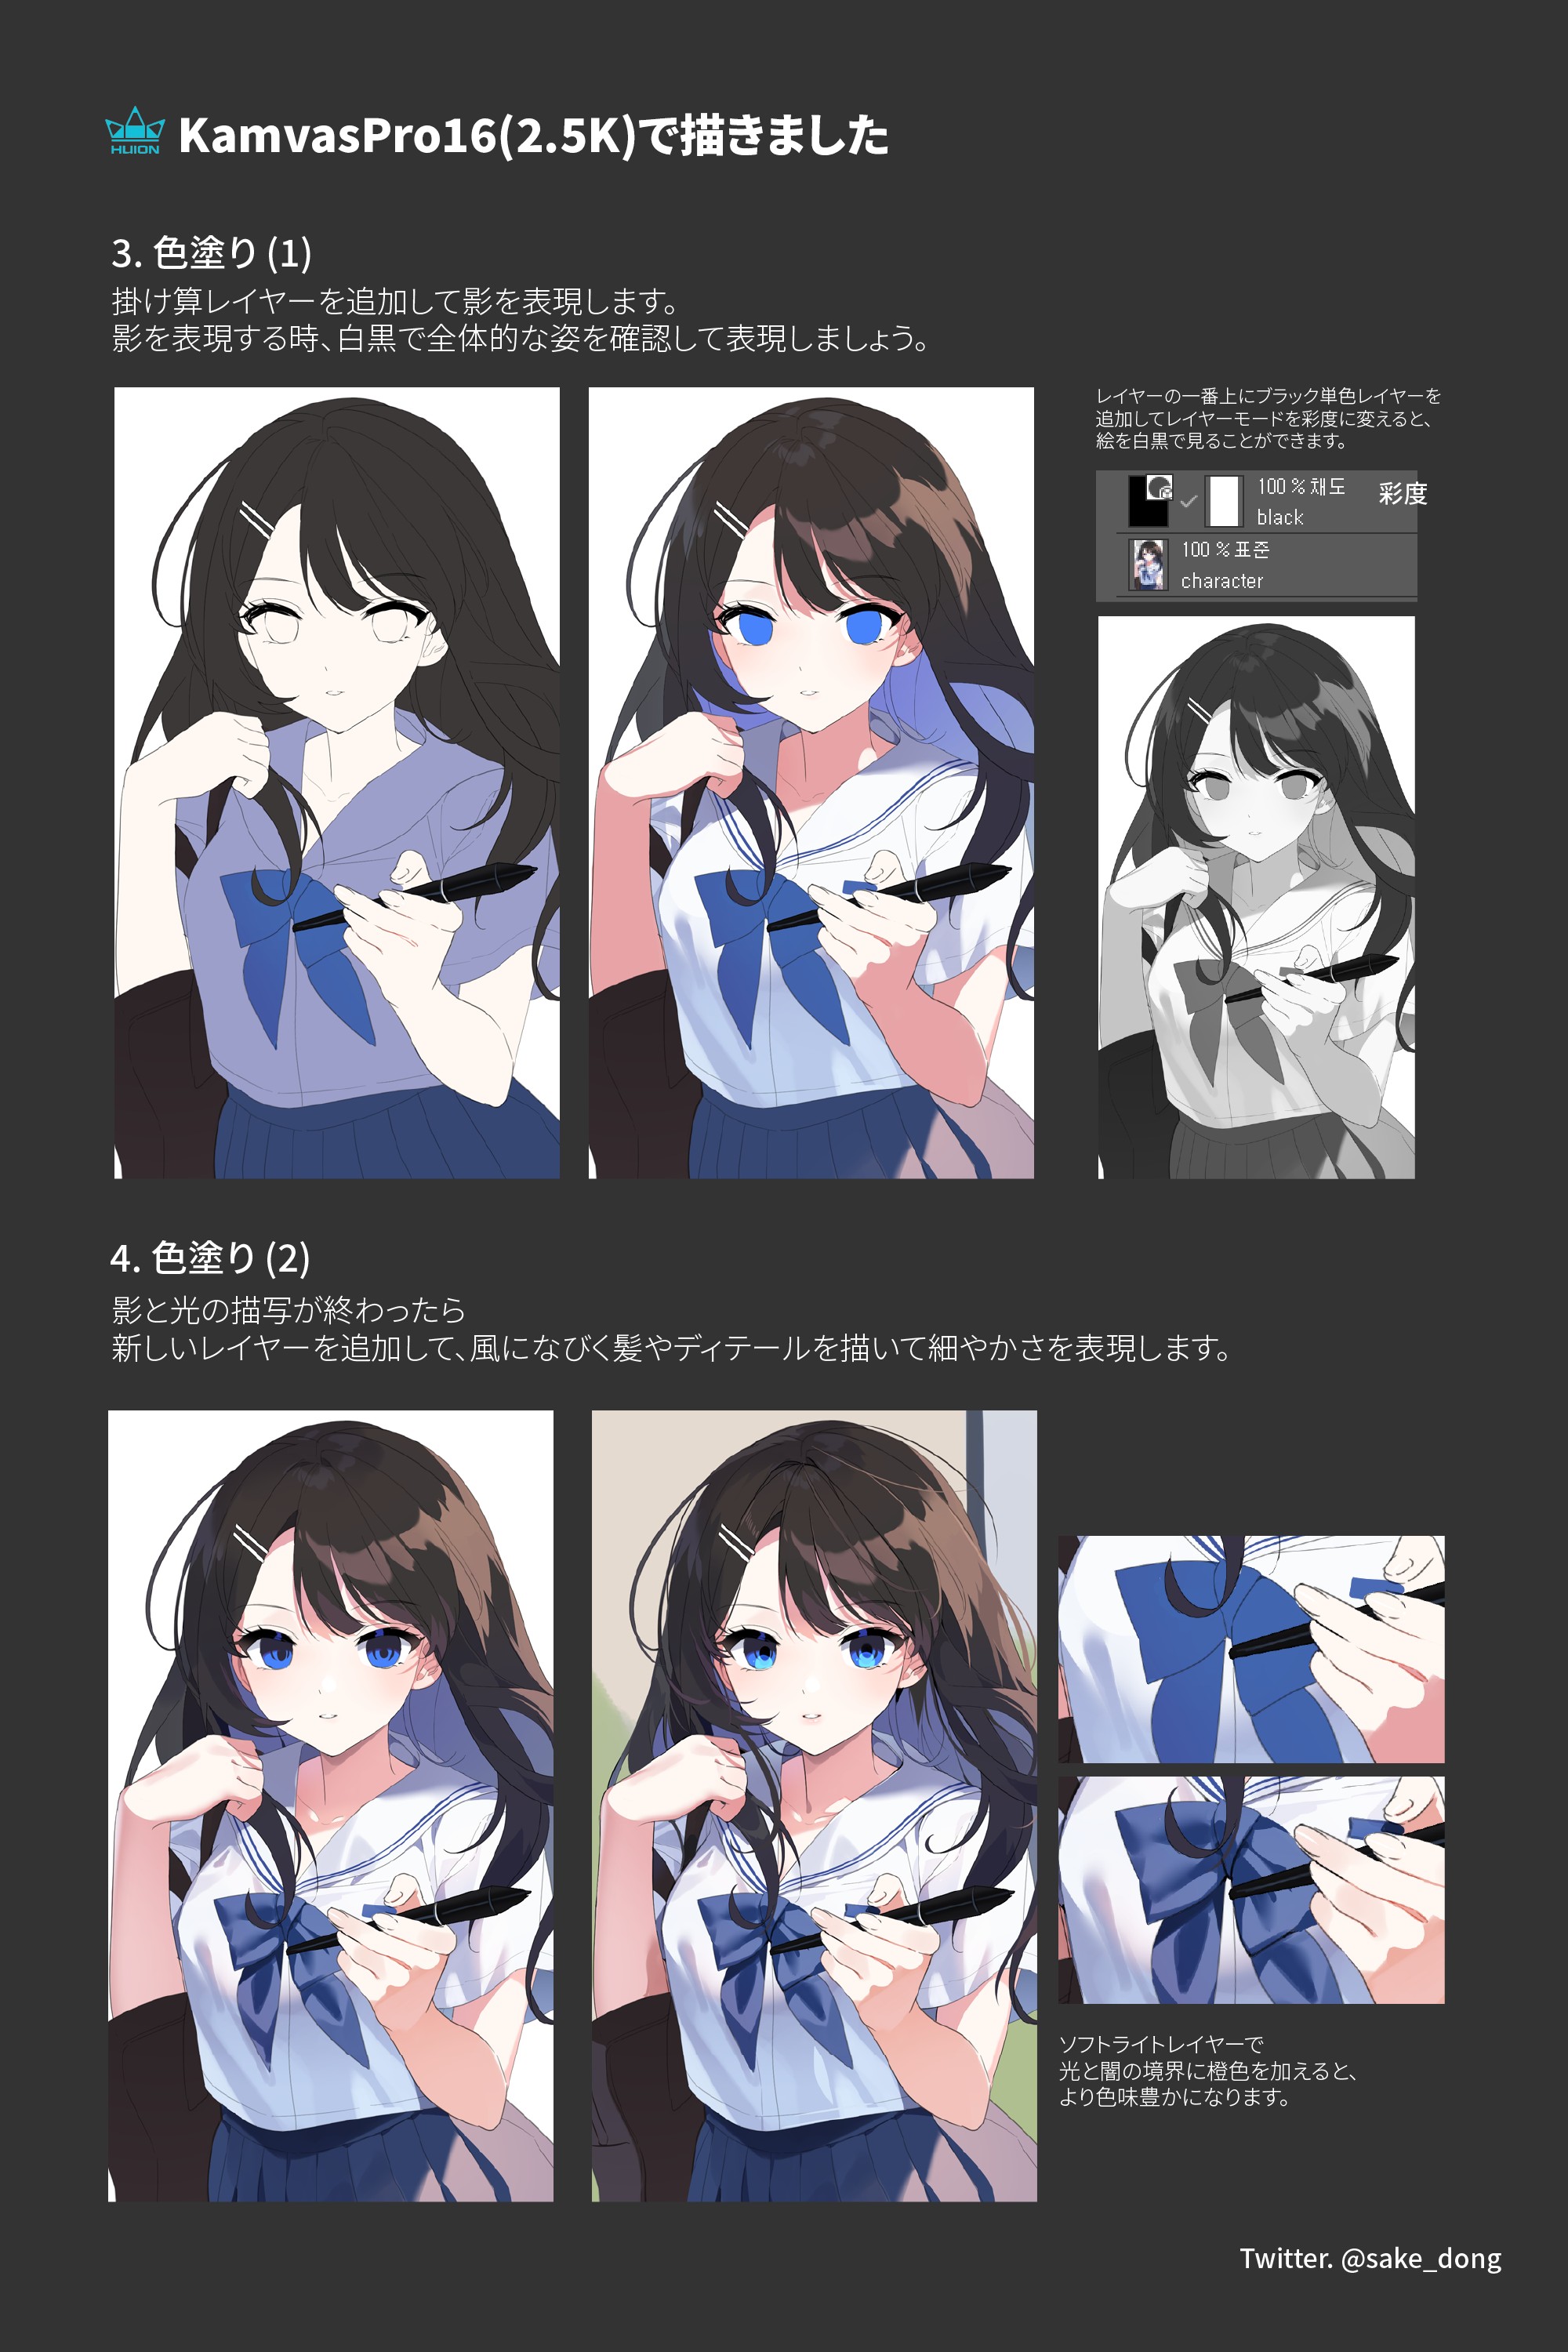 HUION
KamvasPro16(2.5K)で描きました
3. 色塗り (1)
掛け算レイヤーを追加して影を表現します。
影を表現する時、白黒で全体的な姿を確認して表現しましょう。
レイヤーの一番上にブラック単色レイヤーを
追加してレイヤーモードを彩度に変えると、
絵を白黒で見ることができます。
100 % 채도 彩度
black
100 % 표준
character
4. 色塗り (2)
影と光の描写が終わったら
新しいレイヤーを追加して、風になびく髪やディテールを描いて細やかさを表現します。
ソフトライトレイヤーで
光と闇の境界に橙色を加えると、
より色味豊かになります。
Twitter. @sake_dong